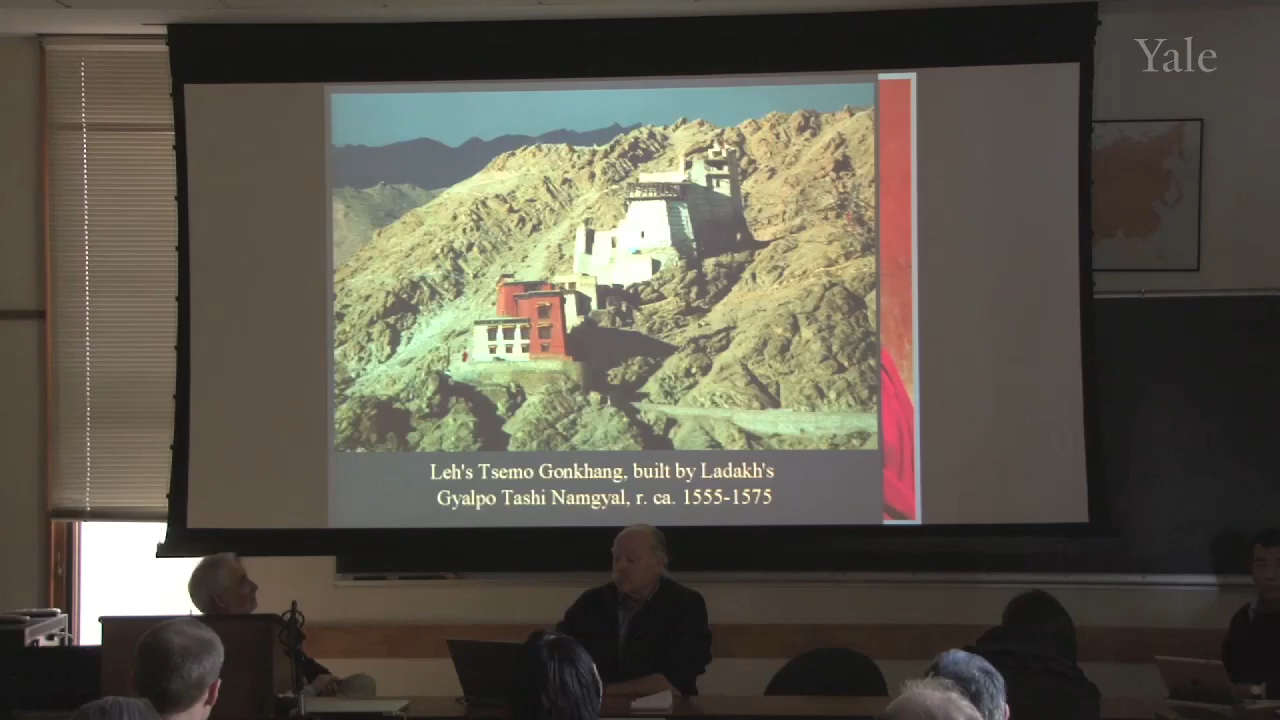 Yale
Leh's Tsemo Gonkhang, built by Ladakh's
Gyalpo Tashi Namgyal, r. ca. 1555-1575